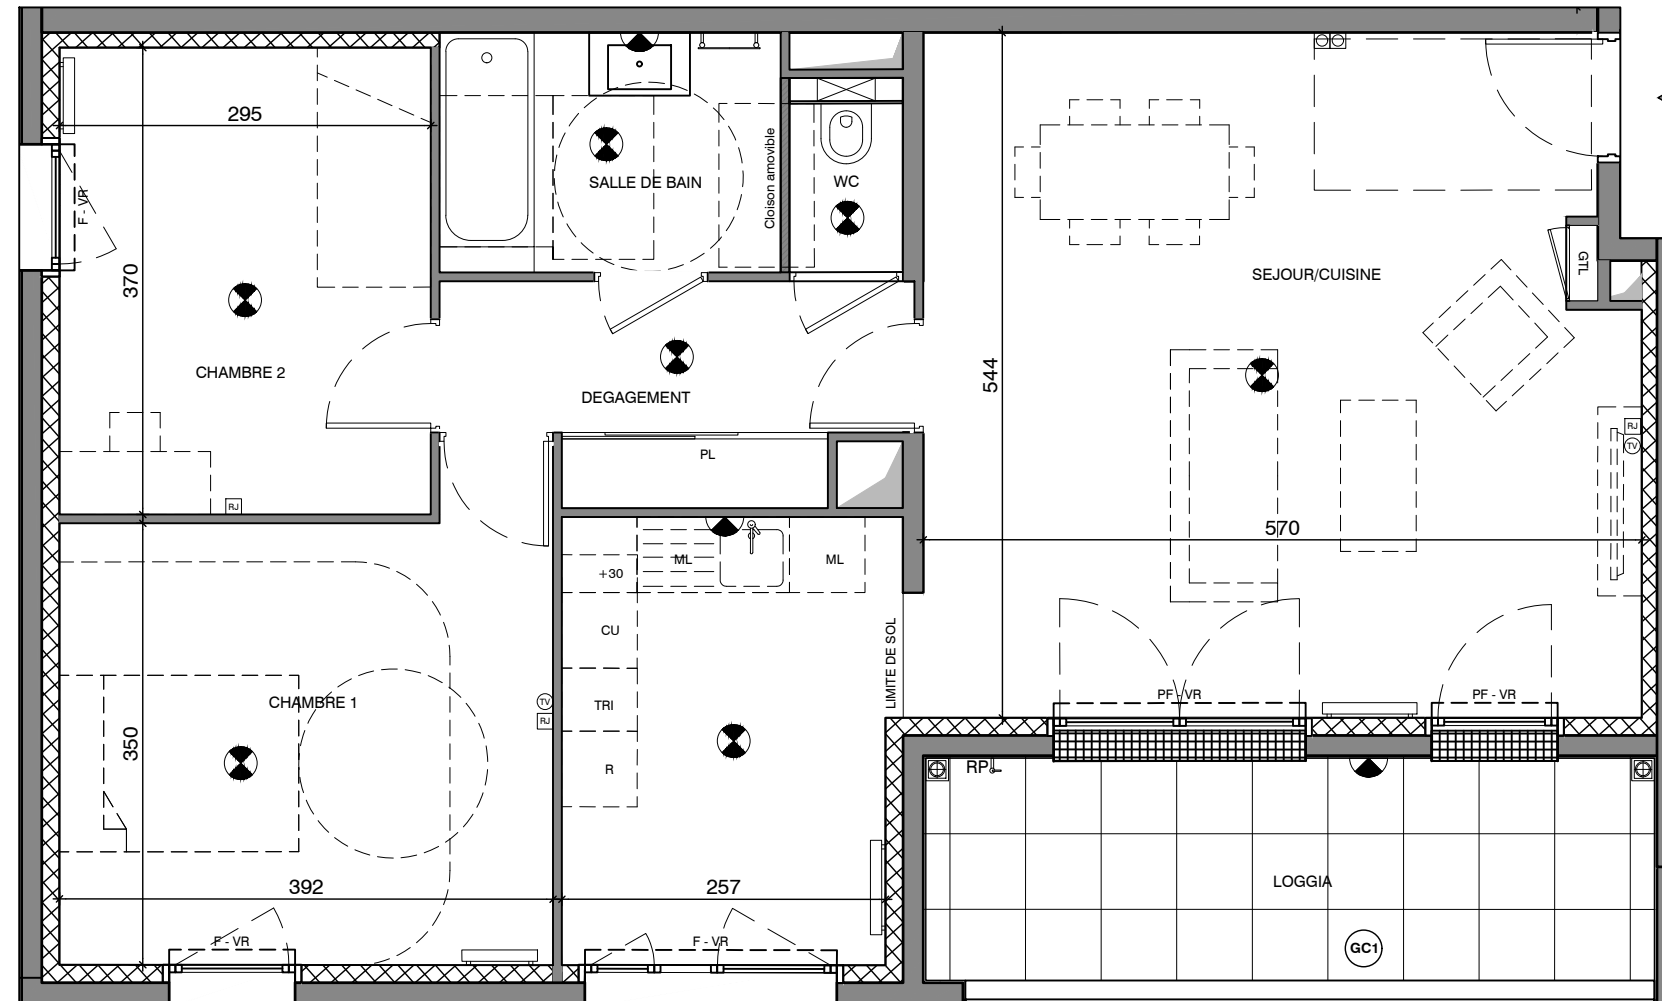 295
SALLE DE BAIN
Cloison amovible
WC
F - VR
370
SEJOUR/CUISINE
GTL
CHAMBRE 2
544
DEGAGEMENT
RJ
TV
PL
RJ
570
+30
ML
ML
CU
LIMITE DE SOL
CHAMBRE 1
TV
RJ
TRI
PF - VR
PF - VR
350
R
RP
392
257
LOGGIA
F - VR
F - VR
GC1